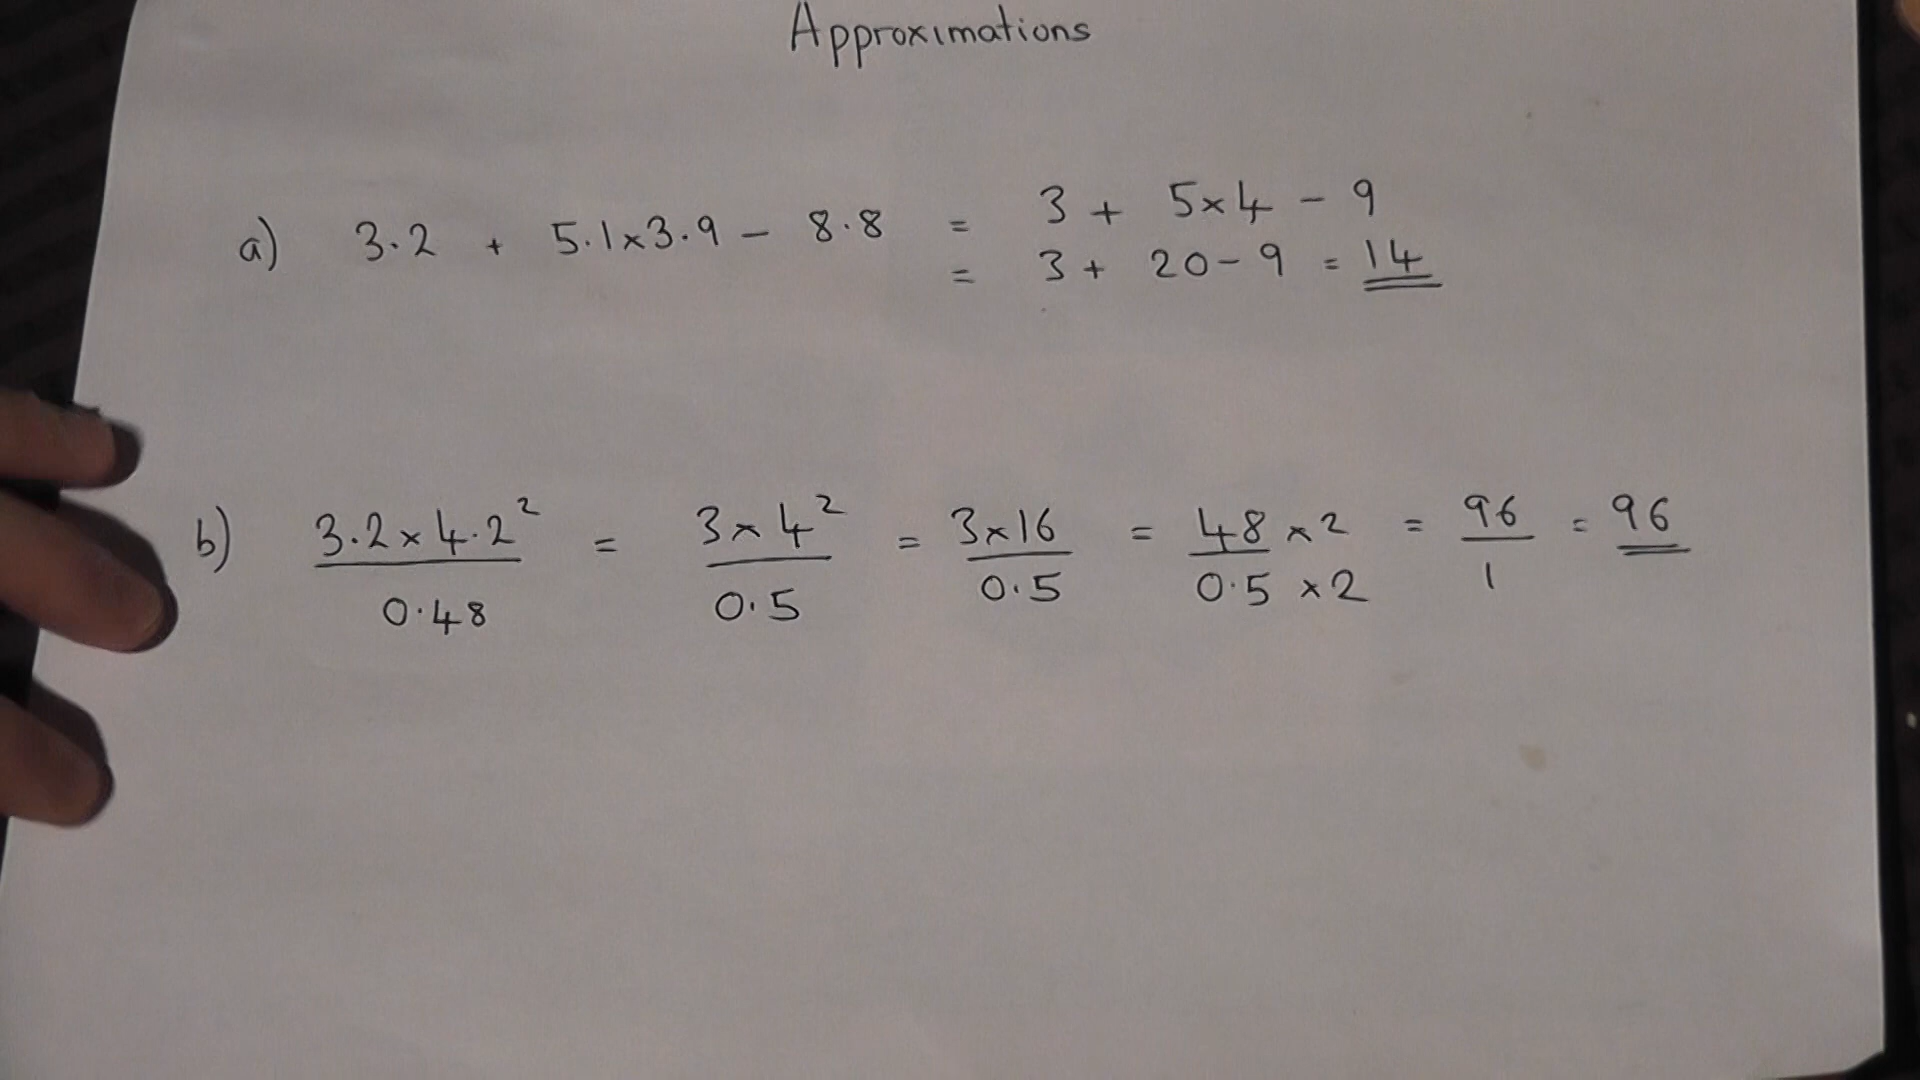 Approximations
a) 3.2 + 5.1×3.9 - 8.8 = 3 + 5×4 - 9
= 3 + 20 - 9 = 14
b) 3.2×4.2²/0.48 = 3×4²/0.5 = 3×16/0.5 = 48×2/0.5×2 = 96/1 = 96